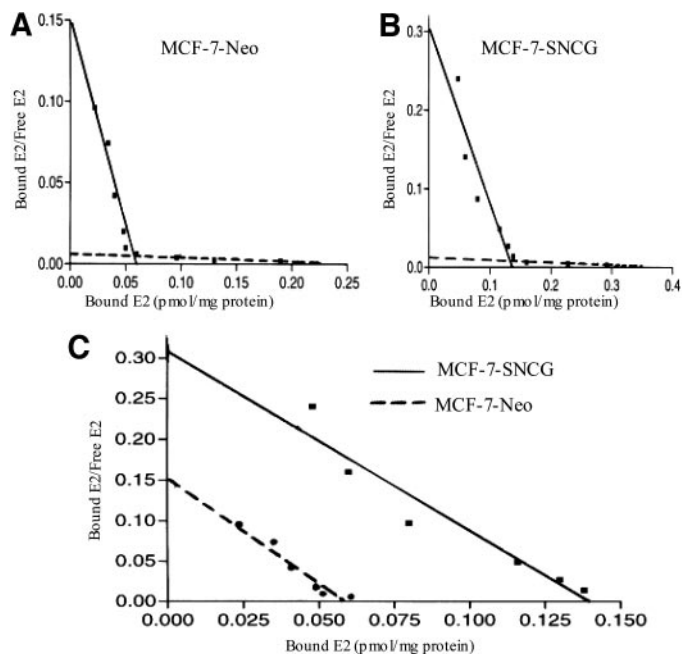 A
MCF-7-Neo
Bound E2/Free E2
0.15
0.10
0.05
0.00
0.00 0.05 0.10 0.15 0.20 0.25
Bound E2 (pmol/mg protein)
B
MCF-7-SNCG
Bound E2/Free E2
0.3
0.2
0.1
0.0
0.0 0.1 0.2 0.3 0.4
Bound E2 (pmol/mg protein)
C
MCF-7-SNCG
MCF-7-Neo
Bound E2/Free E2
0.30
0.25
0.20
0.15
0.10
0.05
0.00
0.000 0.025 0.050 0.075 0.100 0.125 0.150
Bound E2 (pmol/mg protein)